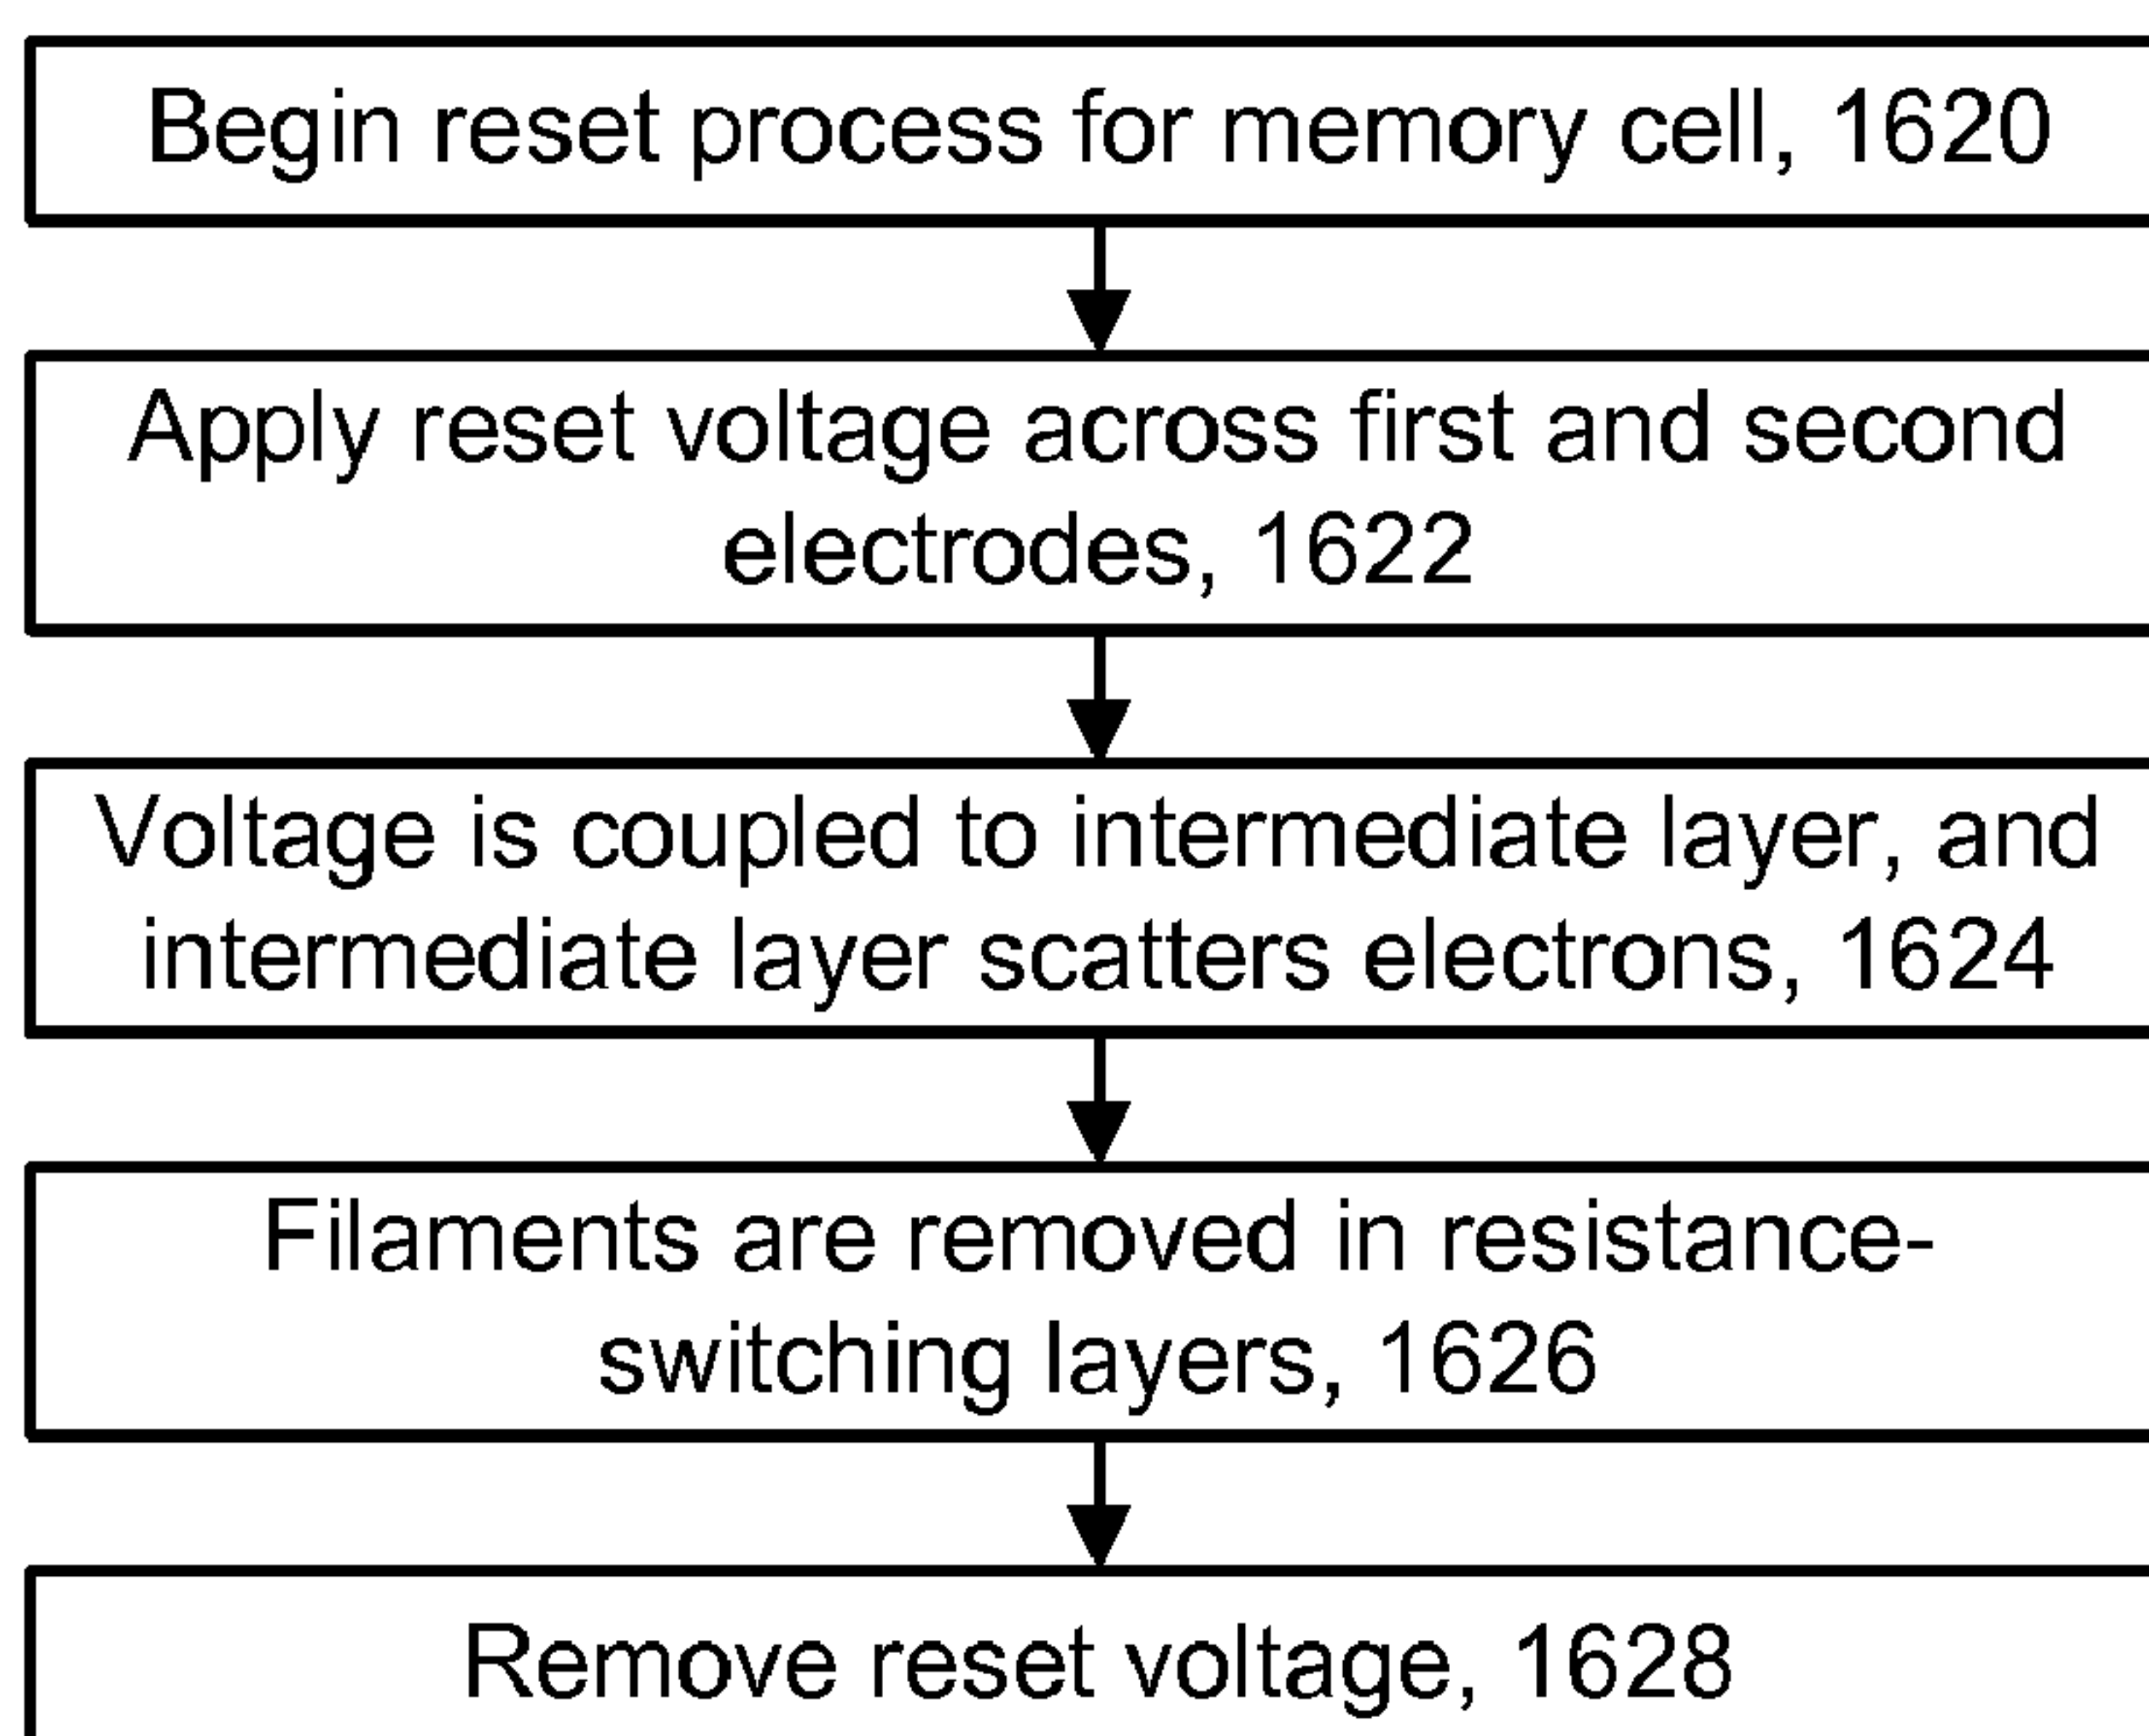 Begin reset process for memory cell, 1620
Apply reset voltage across first and second
electrodes, 1622
Voltage is coupled to intermediate layer, and
intermediate layer scatters electrons, 1624
Filaments are removed in resistance-
switching layers, 1626
Remove reset voltage, 1628